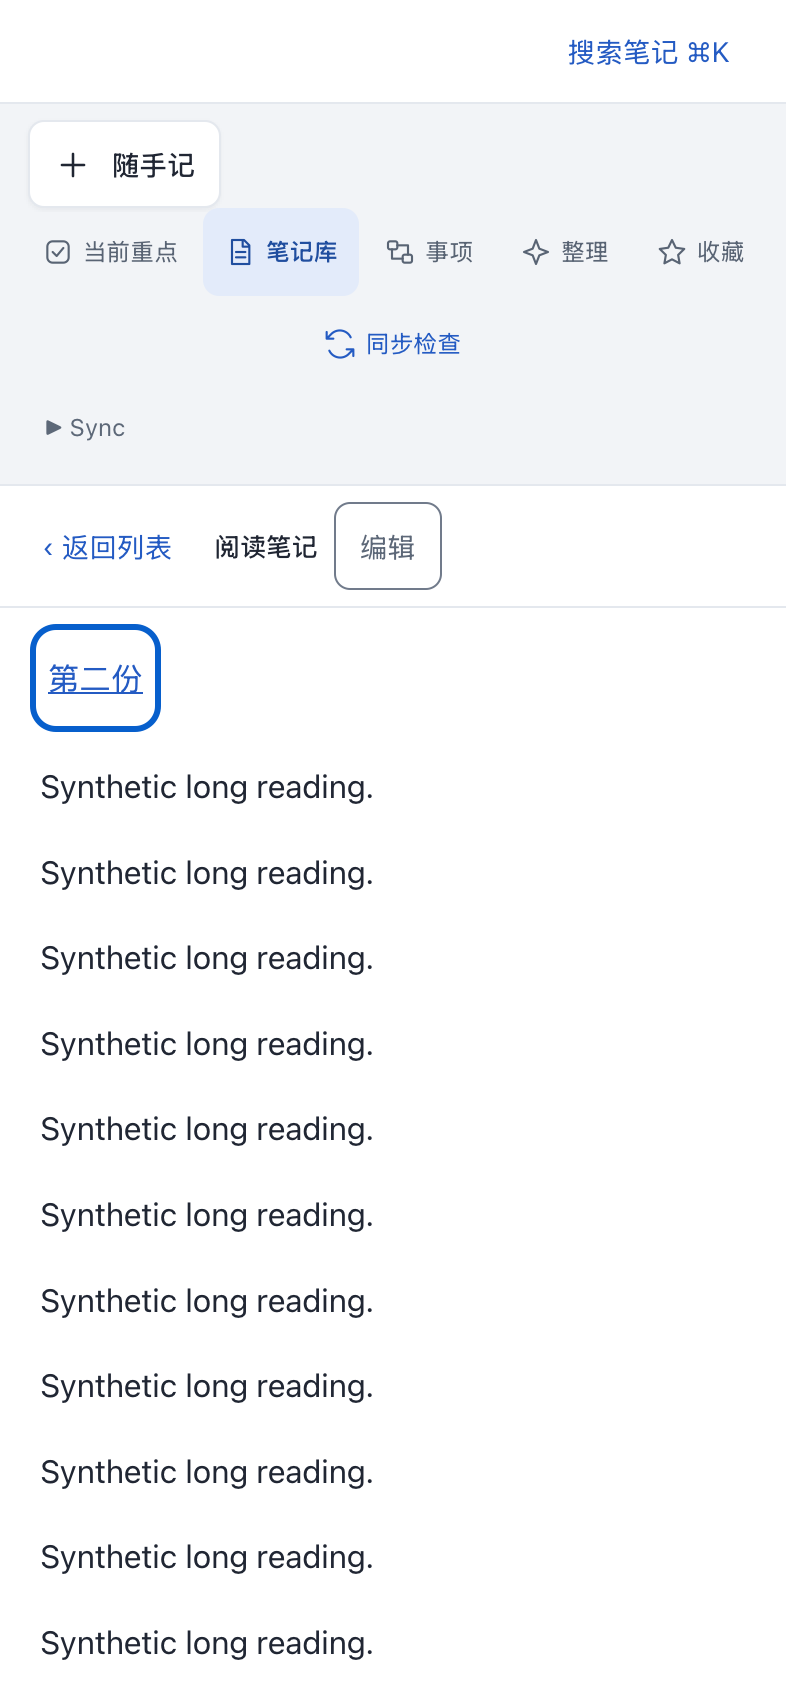 搜索笔记 ⌘K
随手记
当前重点 笔记库 事项 整理 收藏
同步检查
Sync
‹ 返回列表 阅读笔记 编辑
第二份
Synthetic long reading.
Synthetic long reading.
Synthetic long reading.
Synthetic long reading.
Synthetic long reading.
Synthetic long reading.
Synthetic long reading.
Synthetic long reading.
Synthetic long reading.
Synthetic long reading.
Synthetic long reading.